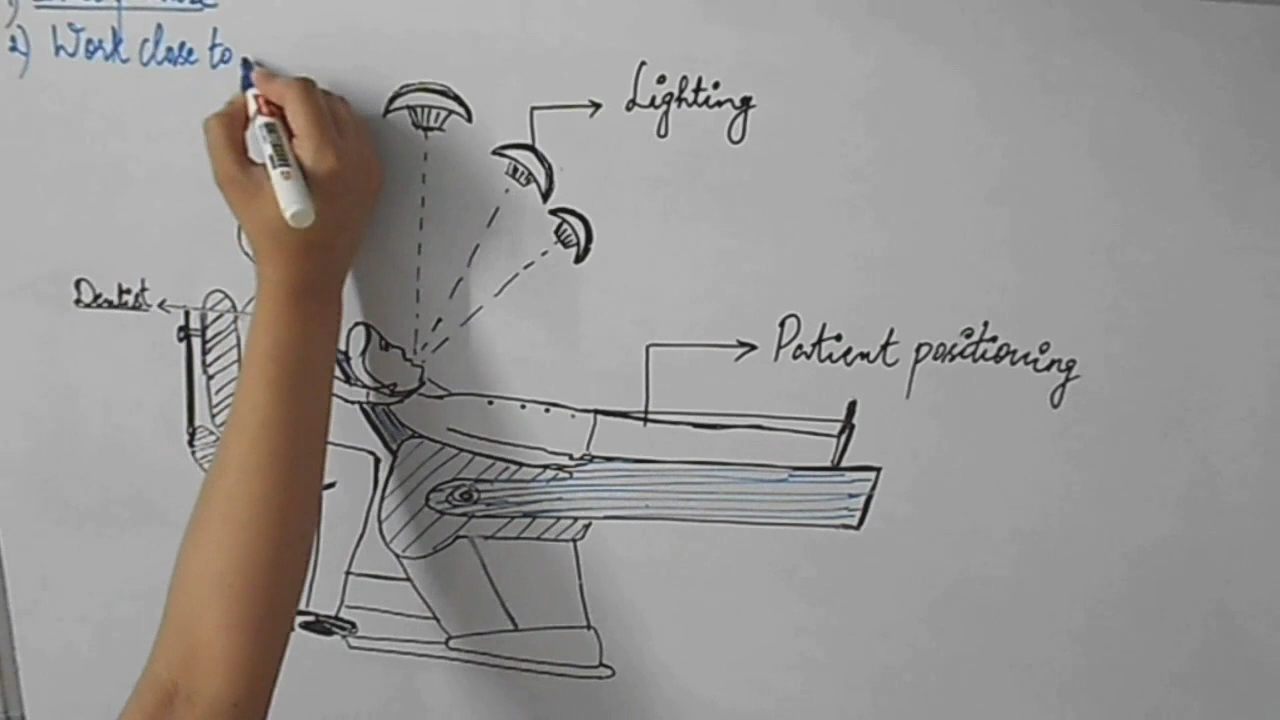 2) Work close to
Lighting
Dentist
Patient positioning